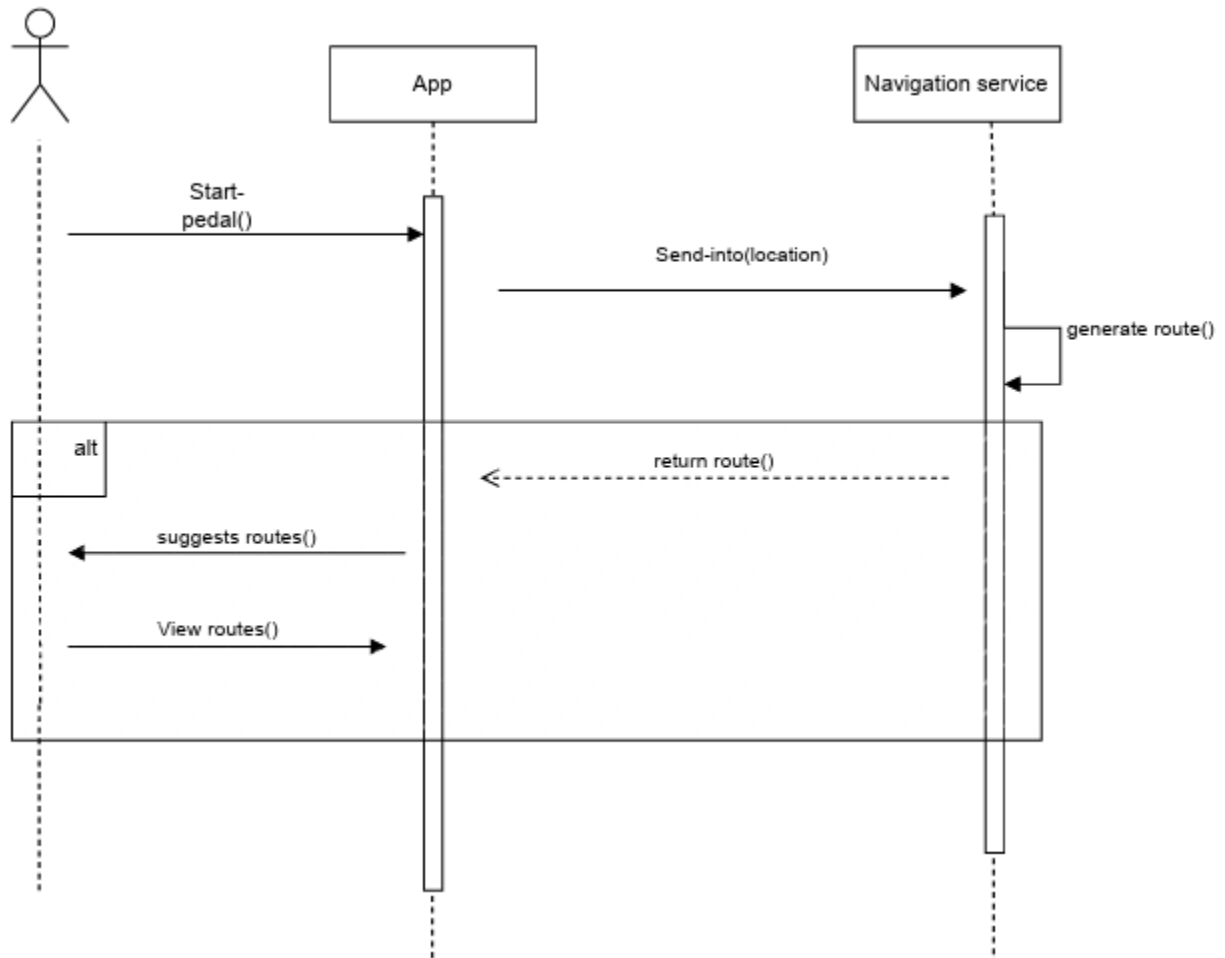 App
Navigation service
Start-
pedal()
Send-into(location)
generate route()
alt
return route()
suggests routes()
View routes()